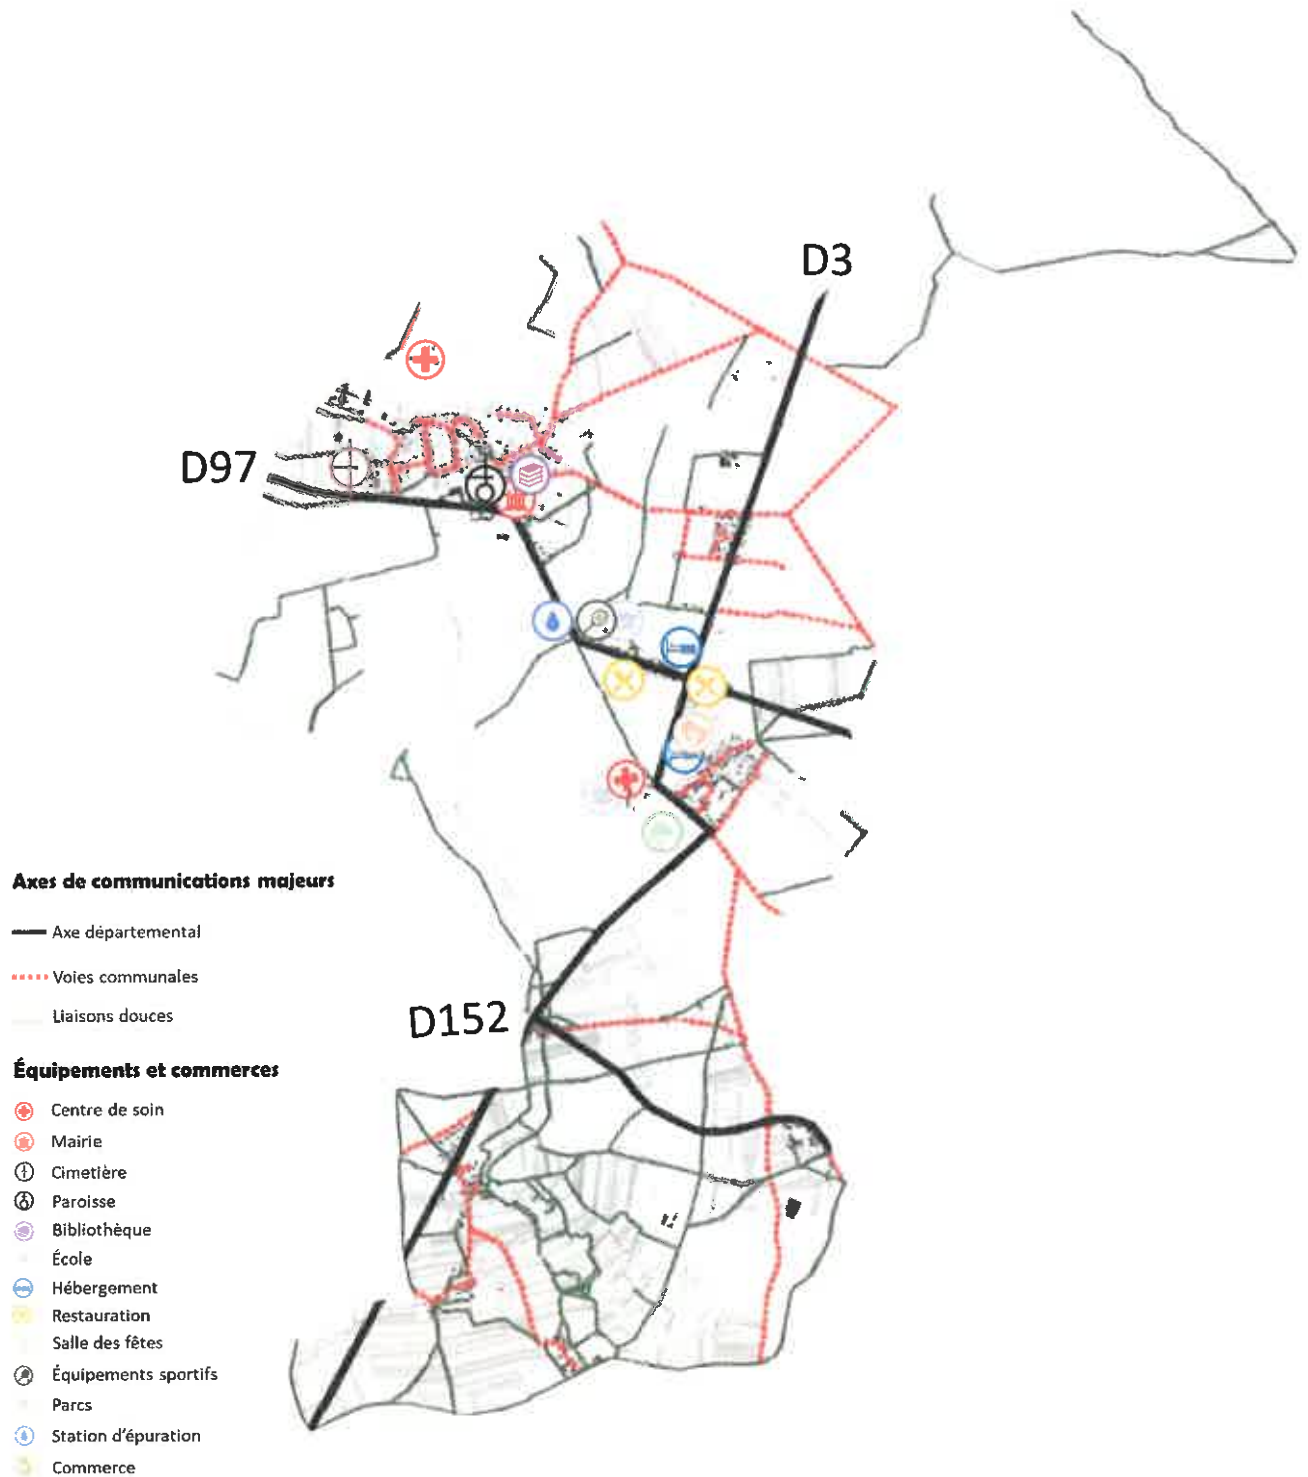 D3
D97
Axes de communications majeurs
Axe départemental
Voies communales
Liaisons douces
D152
Équipements et commerces
Centre de soin
Mairie
Cimetière
Paroisse
Bibliothèque
École
Hébergement
Restauration
Salle des fêtes
Équipements sportifs
Parcs
Station d'épuration
Commerce